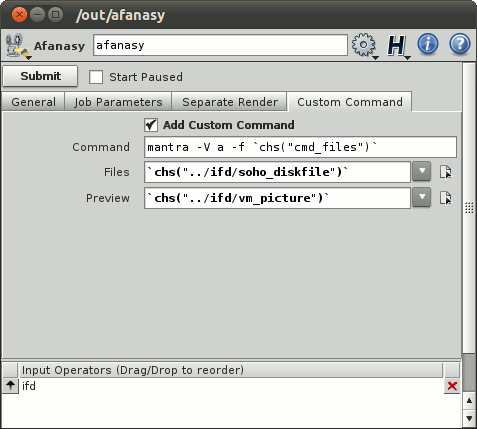 /out/afanasy
Afanasy afanasy
Submit Start Paused
General Job Parameters Separate Render Custom Command
Add Custom Command
Command mantra -V a -f `chs("cmd_files")`
Files `chs("../ifd/soho_diskfile")`
Preview `chs("../ifd/vm_picture")`
Input Operators (Drag/Drop to reorder)
ifd